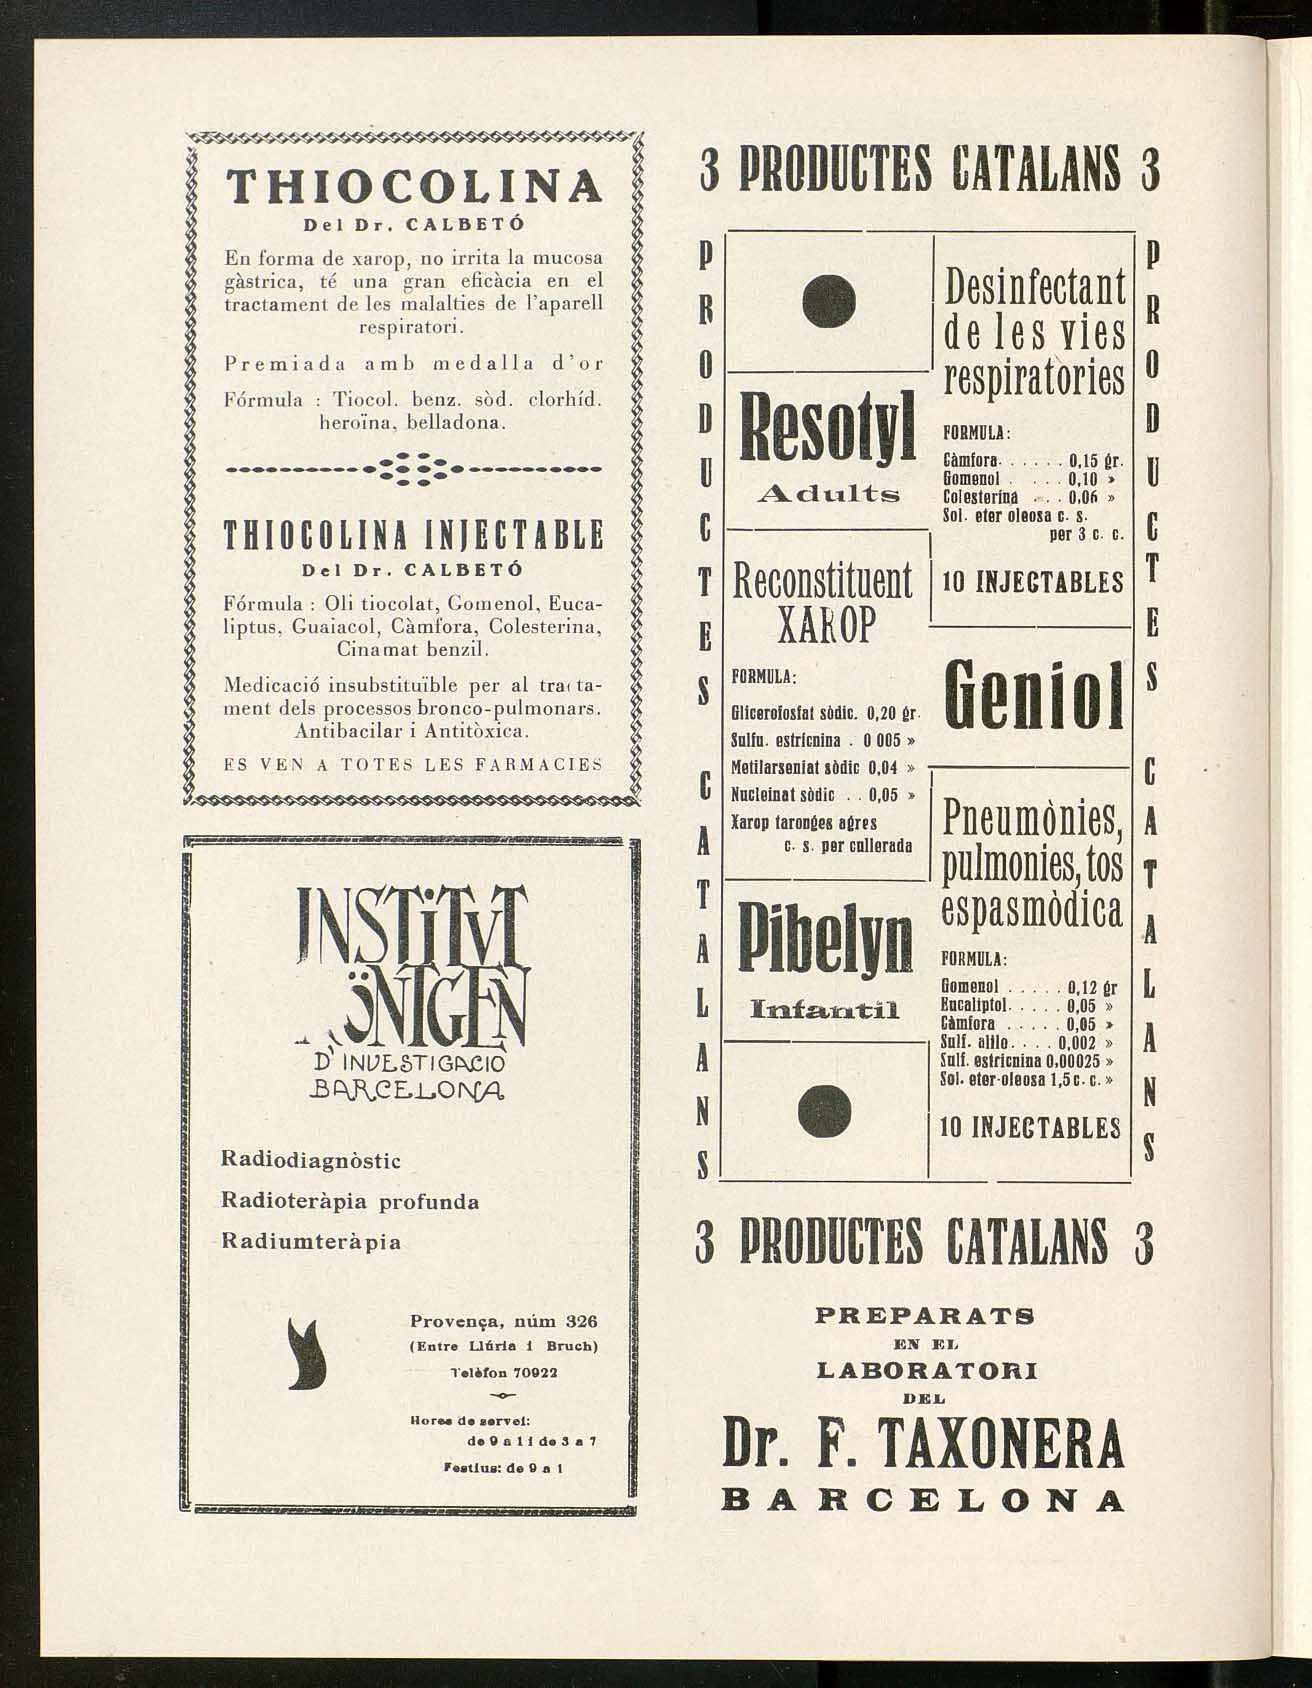 THIOCOLINA
Del Dr. CALBETÓ
En forma de xarop, no irrita la mucosa
gàstrica, té una gran eficàcia en el
tractament de les malalties de l'aparell
respiratori.
Premiada amb medalla d'or
Fórmula : Tiocol. benz. sòd. clorhíd.
heroïna, belladona.
THIOCOLINA INJECTABLE
Del Dr. CALBETÓ
Fórmula : Oli tiocolat, Gomenol, Euca-
liptus, Guaiacol, Càmfora, Colesterina,
Cinamat benzil.
Medicació insubstituïble per al tracta-
ment dels processos bronco-pulmonars.
Antibacilar i Antitòxica.
ES VEN A TOTES LES FARMACIES
INSTITVT
RÖNTGEN
D'INVESTIGACIO
BARCELONA
Radiodiagnòstic
Radioteràpia profunda
Radiumteràpia
Provença, núm 326
(Entre Llúria i Bruch)
Telèfon 70922
Hores de servei:
de 9 a 11 de 3 a 7
Festius: de 9 a 1
3 PRODUCTES CATALANS 3
PRODUCTES CATALANS
Resotyl
Adults
Reconstituent
XAROP
FORMULA:
Glicerofosfat sòdic. 0,20 gr.
Sulfu. estricnina . 0 005 »
Metilarseniat sòdic 0,04 »
Nucleinat sòdic . . 0,05 »
Xarop taronges agres
c. s. per cullerada
Pibelyn
Infantil
Desinfectant
de les vies
respiratòries
FORMULA:
Càmfora. . . . . . 0,15 gr.
Gomenol . . . . 0,10 »
Colesterina . . . 0,06 »
Sol. eter oleosa c. s.
per 3 c. c.
10 INJECTABLES
Geniol
Pneumònies,
pulmonies, tos
espasmòdica
FORMULA:
Gomenol . . . . . 0,12 gr
Eucaliptol. . . . . 0,05 »
Càmfora . . . . . 0,05 »
Sulf. alilo. . . . 0,002 »
Sulf. estricnina 0,00025 »
Sol. eter-oleosa 1,5 c. c. »
10 INJECTABLES
PRODUCTES CATALANS
3 PRODUCTES CATALANS 3
PREPARATS
EN EL
LABORATORI
DEL
Dr. F. TAXONERA
BARCELONA